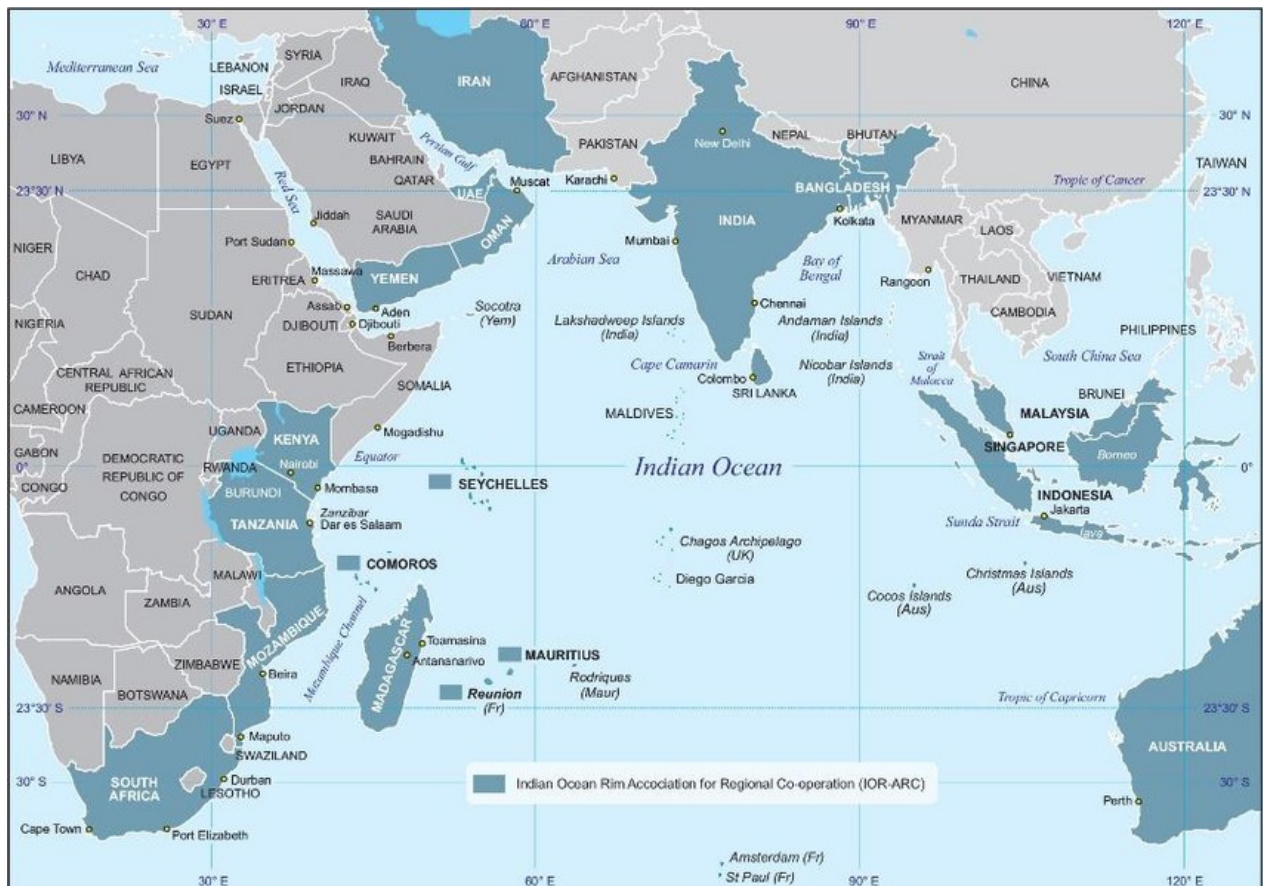 30° E
60° E
90° E
120° E
Mediterranean Sea
LEBANON
SYRIA
ISRAEL
IRAQ
IRAN
AFGHANISTAN
CHINA
JORDAN
30° N
30° N
Suez
KUWAIT
Persian Gulf
PAKISTAN
New Delhi
NEPAL
BHUTAN
LIBYA
EGYPT
BAHRAIN
QATAR
TAIWAN
Red Sea
UAE
Muscat
Karachi
BANGLADESH
Tropic of Cancer
23°30' N
23°30' N
Jiddah
SAUDI
ARABIA
OMAN
INDIA
Kolkata
MYANMAR
LAOS
NIGER
Port Sudan
Mumbai
Arabian Sea
Bay of
Bengal
CHAD
Massawa
ERITREA
YEMEN
Rangoon
THAILAND
VIETNAM
Assab
Aden
Socotra
(Yem)
Chennai
CAMBODIA
NIGERIA
SUDAN
DJIBOUTI
Djibouti
Lakshadweep Islands
(India)
Andaman Islands
(India)
PHILIPPINES
Berbera
ETHIOPIA
Cape Camarin
Nicobar Islands
(India)
Strait
of
Malacca
South China Sea
CENTRAL AFRICAN
REPUBLIC
SOMALIA
Colombo
SRI LANKA
BRUNEI
CAMEROON
MALDIVES
MALAYSIA
UGANDA
KENYA
Mogadishu
SINGAPORE
GABON
DEMOCRATIC
REPUBLIC OF
CONGO
Equator
Indian Ocean
Borneo
0°
0°
RWANDA
Nairobi
CONGO
SEYCHELLES
BURUNDI
Mombasa
INDONESIA
Jakarta
TANZANIA
Zanzibar
Dar es Salaam
Sunda Strait
Java
Chagos Archipelago
(UK)
COMOROS
MALAWI
Diego Garcia
Christmas Islands
(Aus)
ANGOLA
Cocos Islands
(Aus)
ZAMBIA
MOZAMBIQUE
Mozambique Channel
MADAGASCAR
Toamasina
Antananarivo
MAURITIUS
ZIMBABWE
Beira
Rodriques
(Maur)
NAMIBIA
BOTSWANA
Reunion
(Fr)
Tropic of Capricorn
23°30' S
23°30' S
Maputo
SWAZILAND
AUSTRALIA
30° S
30° S
SOUTH
AFRICA
Durban
LESOTHO
Indian Ocean Rim Accociation for Regional Co-operation (IOR-ARC)
Perth
Cape Town
Port Elizabeth
Amsterdam (Fr)
St Paul (Fr)
30° E
60° E
90° E
120° E